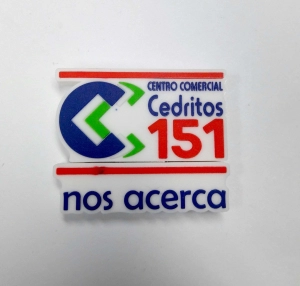 CENTRO COMERCIAL
Cedritos
151
nos acerca